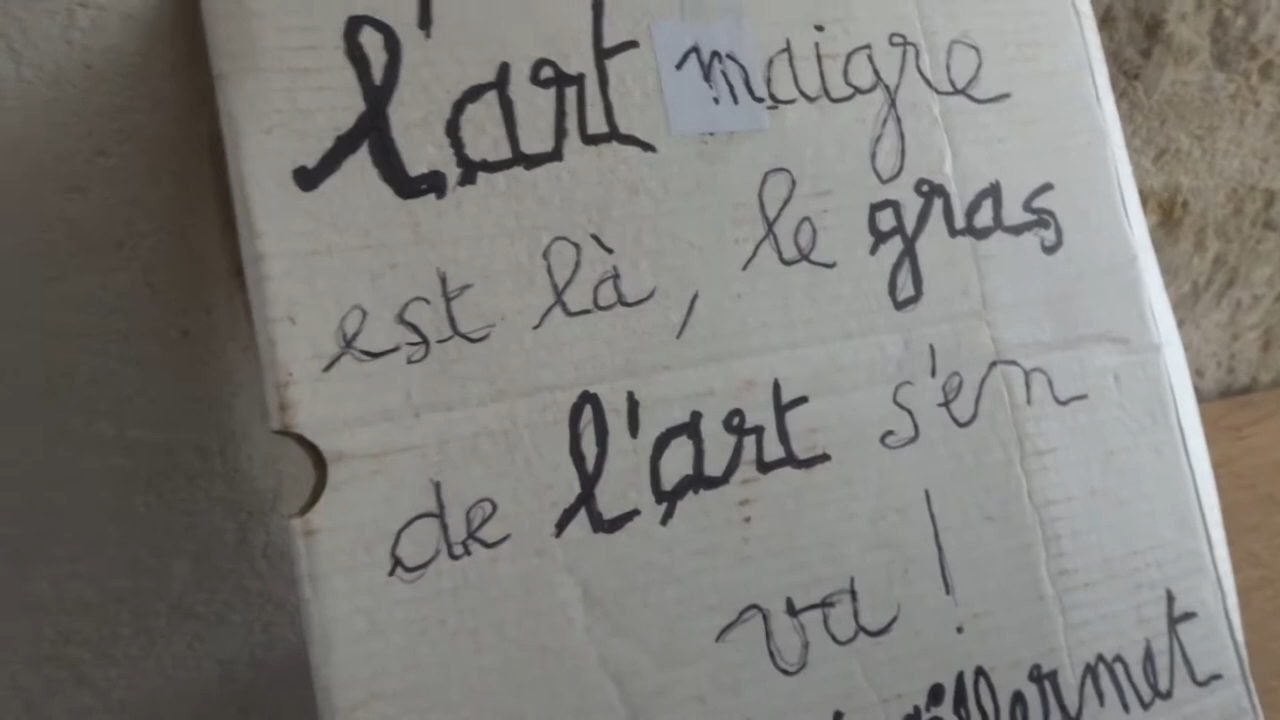 l'art maigre
est là, le gras
de l'art s'en
va !